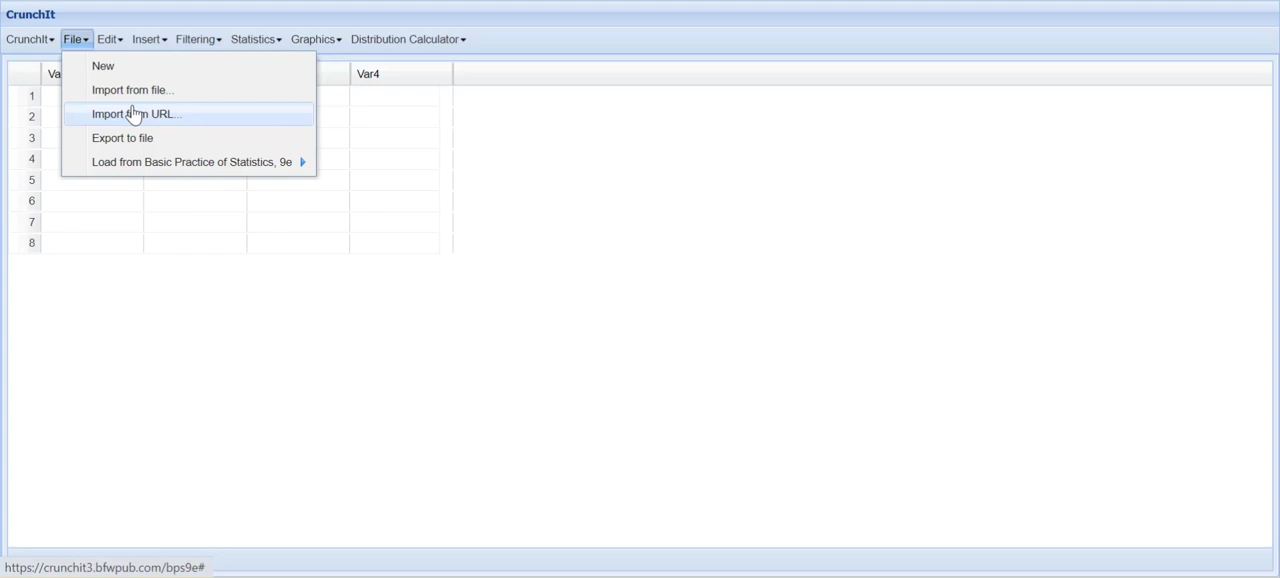 CrunchIt
CrunchIt File Edit Insert Filtering Statistics Graphics Distribution Calculator
New
Va Var4
Import from file...
1
Import from URL...
2
Export to file
3
Load from Basic Practice of Statistics, 9e
4
5
6
7
8
https://crunchit3.bfwpub.com/bps9e#